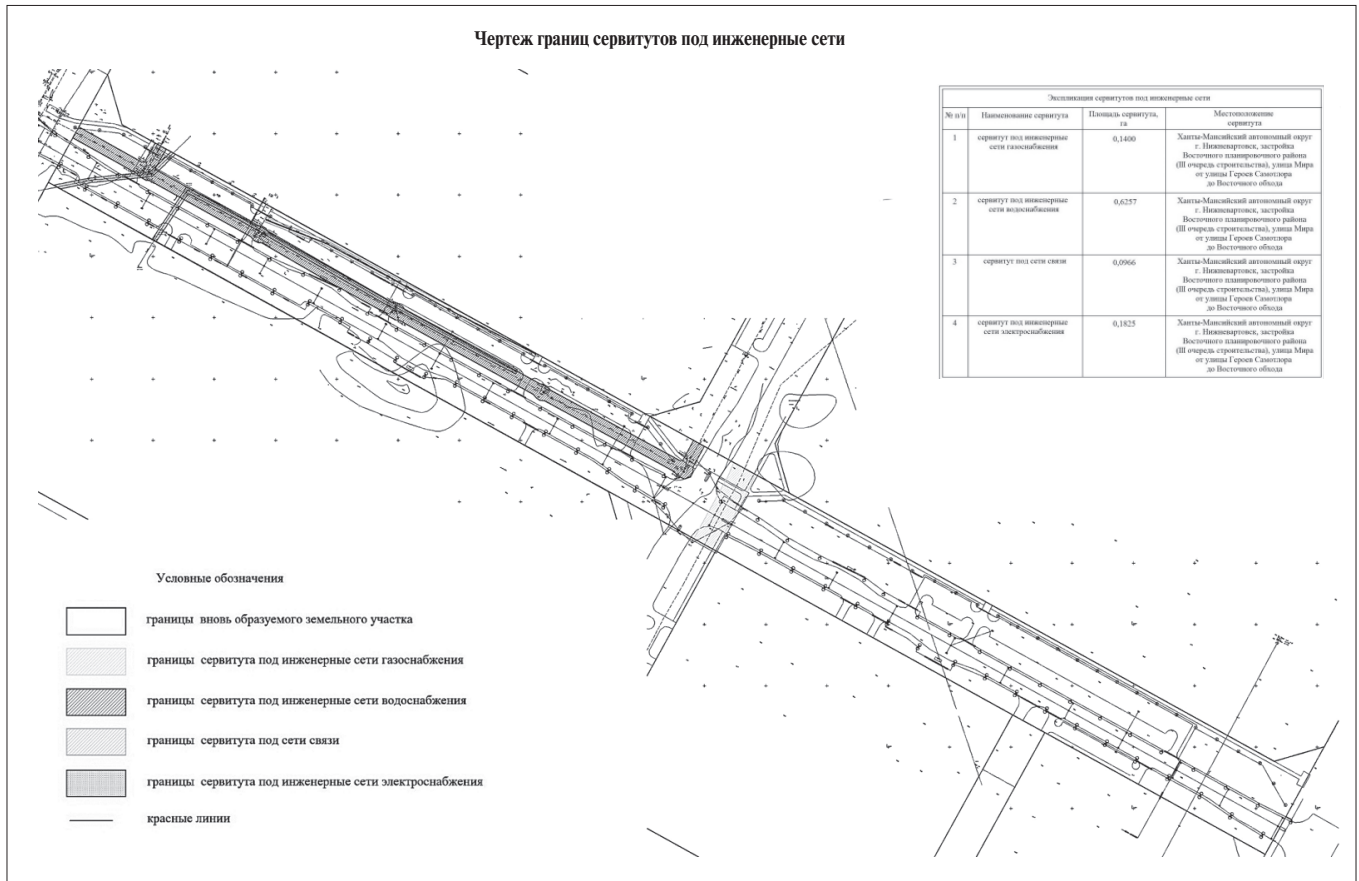 Чертеж границ сервитутов под инженерные сети
Экспликация сервитутов под инженерные сети
№ п/п Наименование сервитута Площадь сервитута, га Местоположение сервитута
1 сервитут под инженерные сети газоснабжения 0,1400 Ханты-Мансийский автономный округ
г. Нижневартовск, застройка
Восточного планировочного района
(III очередь строительства), улица Мира
от улицы Героев Самотлора
до Восточного обхода
2 сервитут под инженерные сети водоснабжения 0,6257 Ханты-Мансийский автономный округ
г. Нижневартовск, застройка
Восточного планировочного района
(III очередь строительства), улица Мира
от улицы Героев Самотлора
до Восточного обхода
3 сервитут под сети связи 0,0966 Ханты-Мансийский автономный округ
г. Нижневартовск, застройка
Восточного планировочного района
(III очередь строительства), улица Мира
от улицы Героев Самотлора
до Восточного обхода
4 сервитут под инженерные сети электроснабжения 0,1825 Ханты-Мансийский автономный округ
г. Нижневартовск, застройка
Восточного планировочного района
(III очередь строительства), улица Мира
от улицы Героев Самотлора
до Восточного обхода
Условные обозначения
границы вновь образуемого земельного участка
границы сервитута под инженерные сети газоснабжения
границы сервитута под инженерные сети водоснабжения
границы сервитута под сети связи
границы сервитута под инженерные сети электроснабжения
красные линии